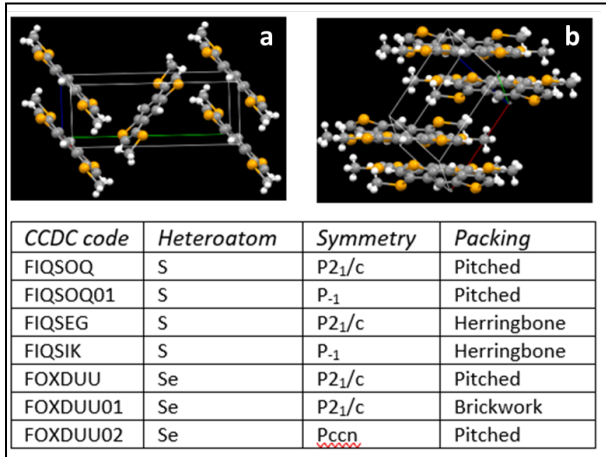 a b
CCDC code Heteroatom Symmetry Packing
FIQSOQ S P2₁/c Pitched
FIQSOQ01 S P₋₁ Pitched
FIQSEG S P2₁/c Herringbone
FIQSIK S P₋₁ Herringbone
FOXDUU Se P2₁/c Pitched
FOXDUU01 Se P2₁/c Brickwork
FOXDUU02 Se Pccn Pitched